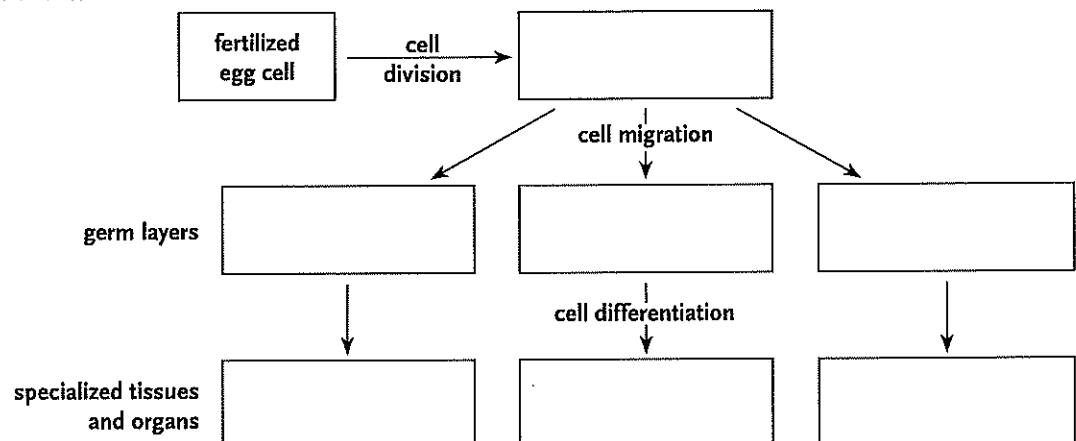 fertilized
egg cell
cell
division
cell migration
germ layers
cell differentiation
specialized tissues
and organs